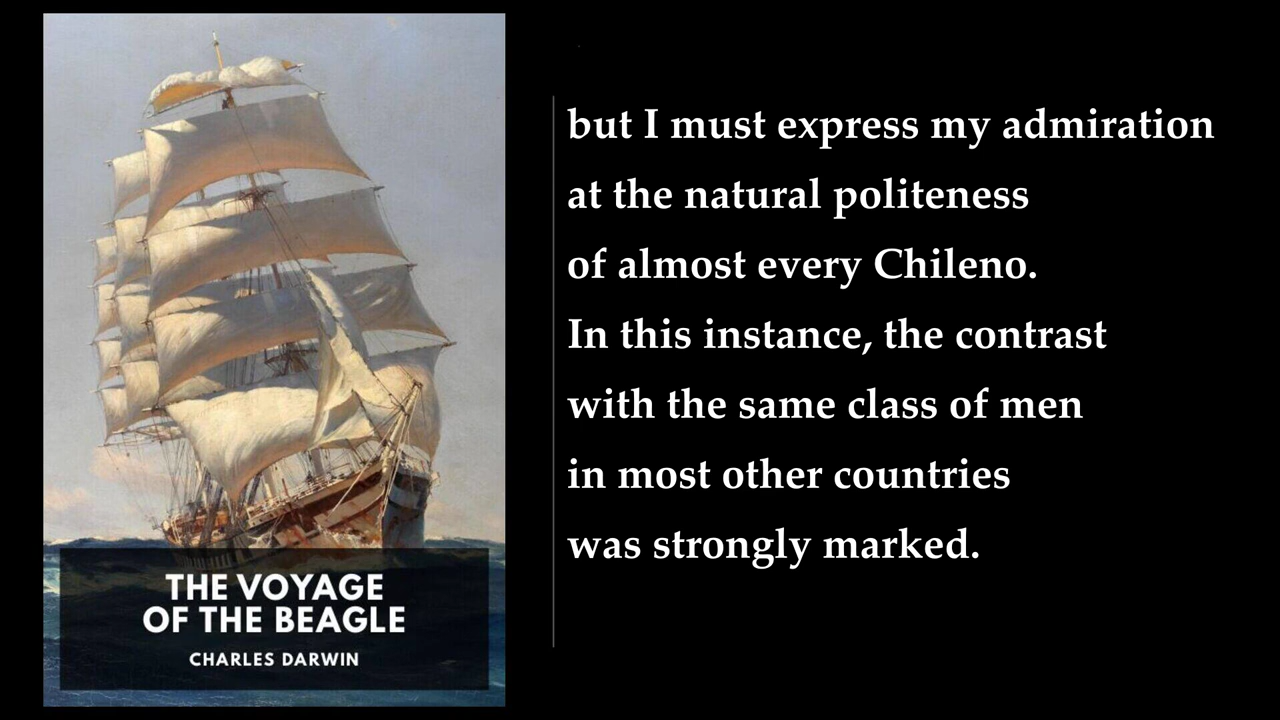 but I must express my admiration
at the natural politeness
of almost every Chileno.
In this instance, the contrast
with the same class of men
in most other countries
was strongly marked.
THE VOYAGE
OF THE BEAGLE
CHARLES DARWIN